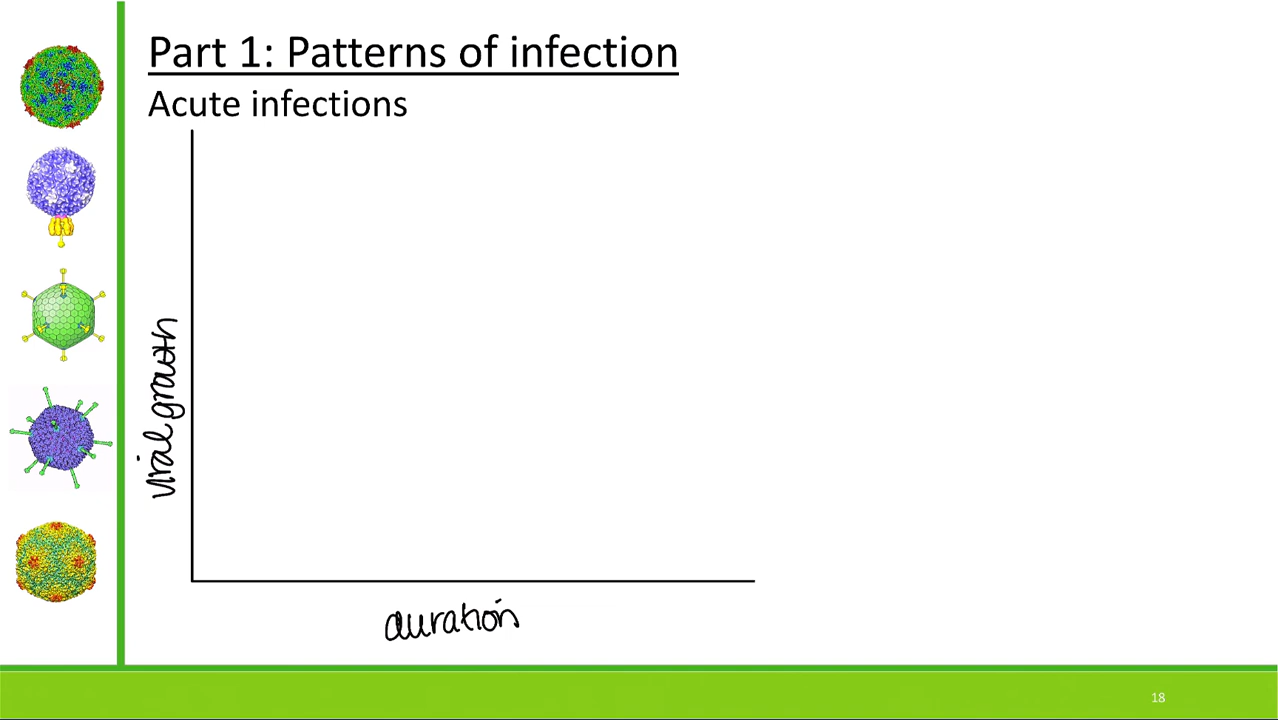 Part 1: Patterns of infection
Acute infections
viral growth
duration
18